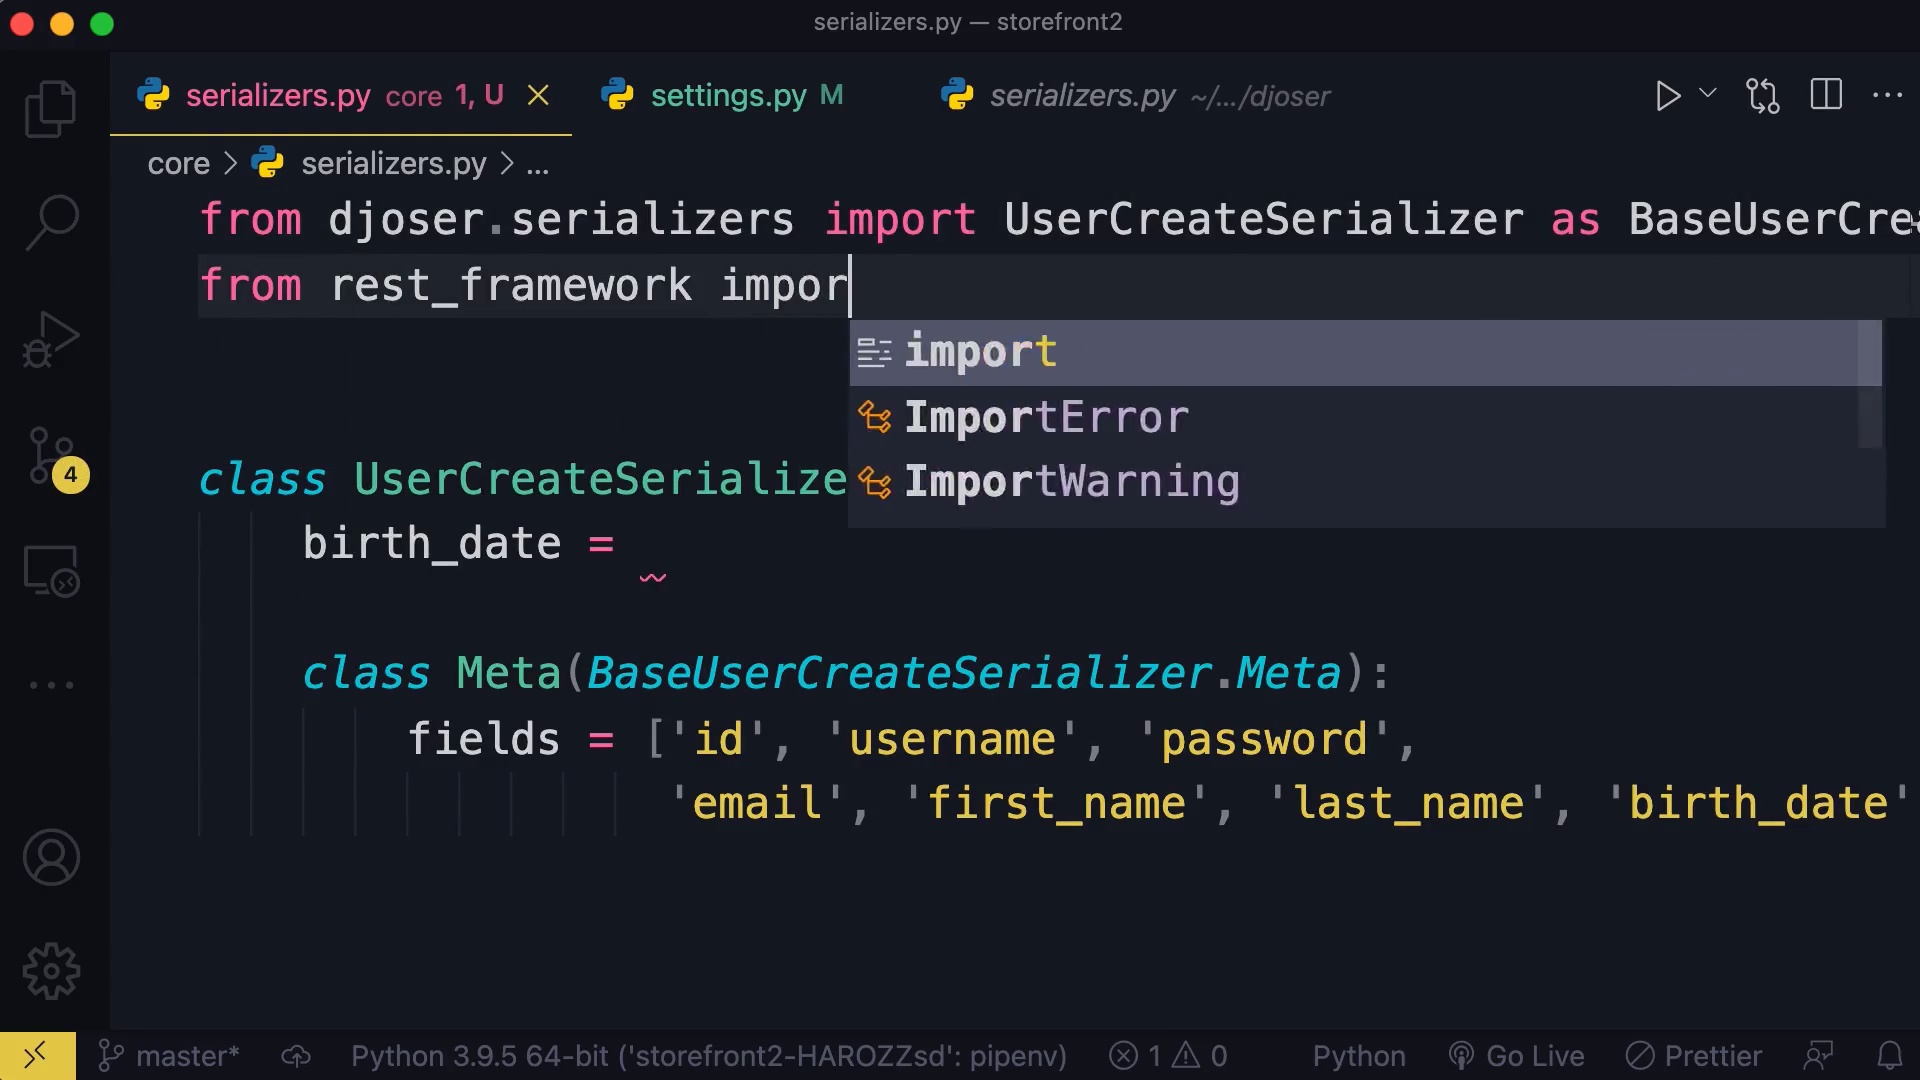 serializers.py — storefront2
serializers.py core 1, U settings.py M serializers.py ~/.../djoser
core > serializers.py > ...
from djoser.serializers import UserCreateSerializer as BaseUserCre
from rest_framework impor
import
ImportError
ImportWarning
class UserCreateSerialize
birth_date =
class Meta(BaseUserCreateSerializer.Meta):
fields = ['id', 'username', 'password',
'email', 'first_name', 'last_name', 'birth_date'
4
master* Python 3.9.5 64-bit ('storefront2-HAROZZsd': pipenv) 1 0 Python Go Live Prettier